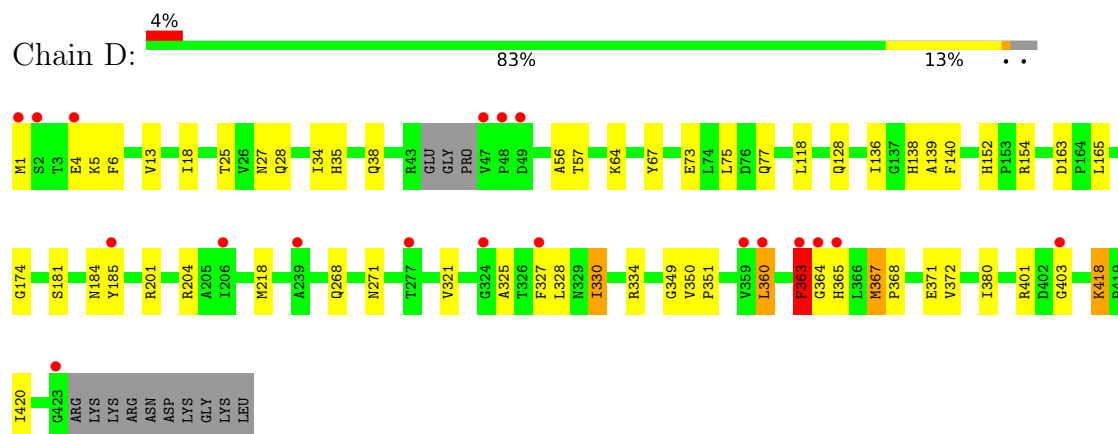 4%
Chain D:
83% 13% • •
M1 S2 T3 E4 K5 F6 V13 I18 T25 V26 N27 Q28 I34 H35 Q38 R43 GLU GLY PRO V47 P48 D49 A56 T57 K64 Y67 E73 L74 L75 D76 Q77 L118 Q128 I136 G137 H138 A139 F140 H152 P153 R154 D163 P164 L165
G174 S181 N184 Y185 R201 R204 A205 I206 M218 A239 Q268 N271 T277 V321 G324 A325 T326 F327 L328 N329 I330 R334 G349 V350 P351 V359 L360 F363 G364 H365 L366 M367 P368 E371 V372 I380 R401 D402 G403 K418 P419
I420 G423 ARG LYS LYS ARG ASN ASP LYS GLY LYS LEU